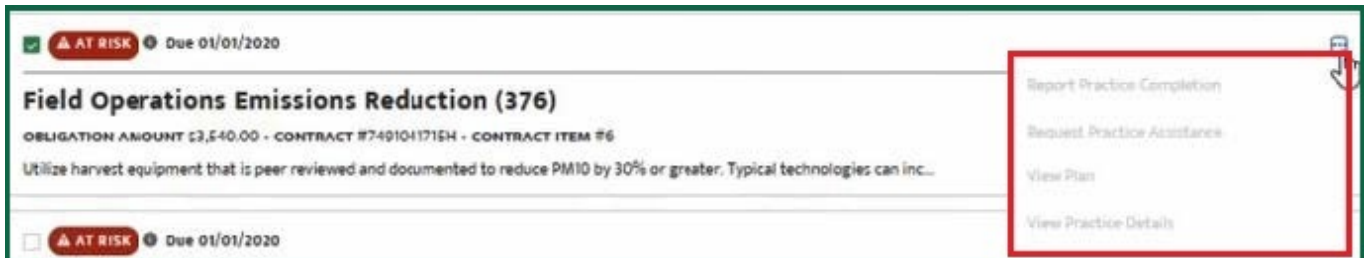 AT RISK Due 01/01/2020
Field Operations Emissions Reduction (376)
OBLIGATION AMOUNT $3,540.00 - CONTRACT - CONTRACT ITEM #6
Utilize harvest equipment that is peer reviewed and documented to reduce PM10 by 30% or greater. Typical technologies can inc...
Report Practice Completion
Request Practice Assistance
View Plan
View Practice Details
AT RISK Due 01/01/2020